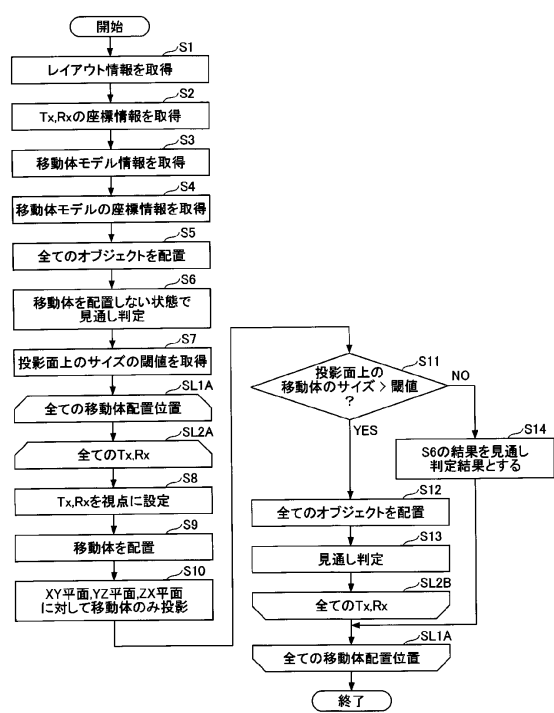 開始
S1
レイアウト情報を取得
S2
Tx,Rxの座標情報を取得
S3
移動体モデル情報を取得
S4
移動体モデルの座標情報を取得
S5
全てのオブジェクトを配置
S6
移動体を配置しない状態で
見通し判定
S7
投影面上のサイズの閾値を取得
SL1A
全ての移動体配置位置
SL2A
全てのTx,Rx
S8
Tx,Rxを視点に設定
S9
移動体を配置
S10
XY平面,YZ平面,ZX平面
に対して移動体のみ投影
S11
投影面上の
移動体のサイズ > 閾値
?
NO
YES
S14
S6の結果を見通し
判定結果とする
S12
全てのオブジェクトを配置
S13
見通し判定
SL2B
全てのTx,Rx
SL1A
全ての移動体配置位置
終了